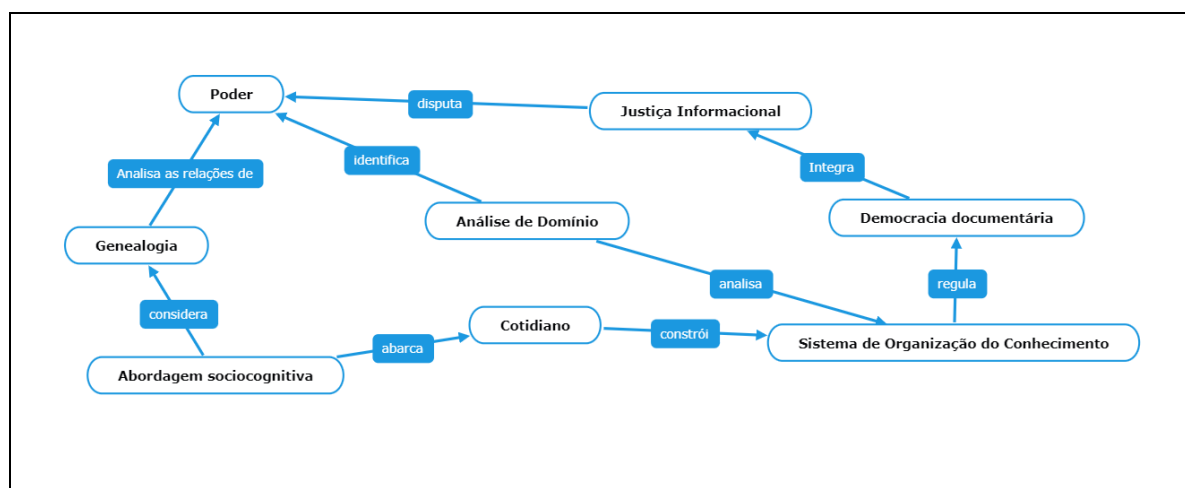 Poder
disputa
Justiça Informacional
identifica
Integra
Analisa as relações de
Análise de Domínio
Democracia documentária
Genealogia
analisa
regula
considera
Cotidiano
constrói
Sistema de Organização do Conhecimento
abarca
Abordagem sociocognitiva